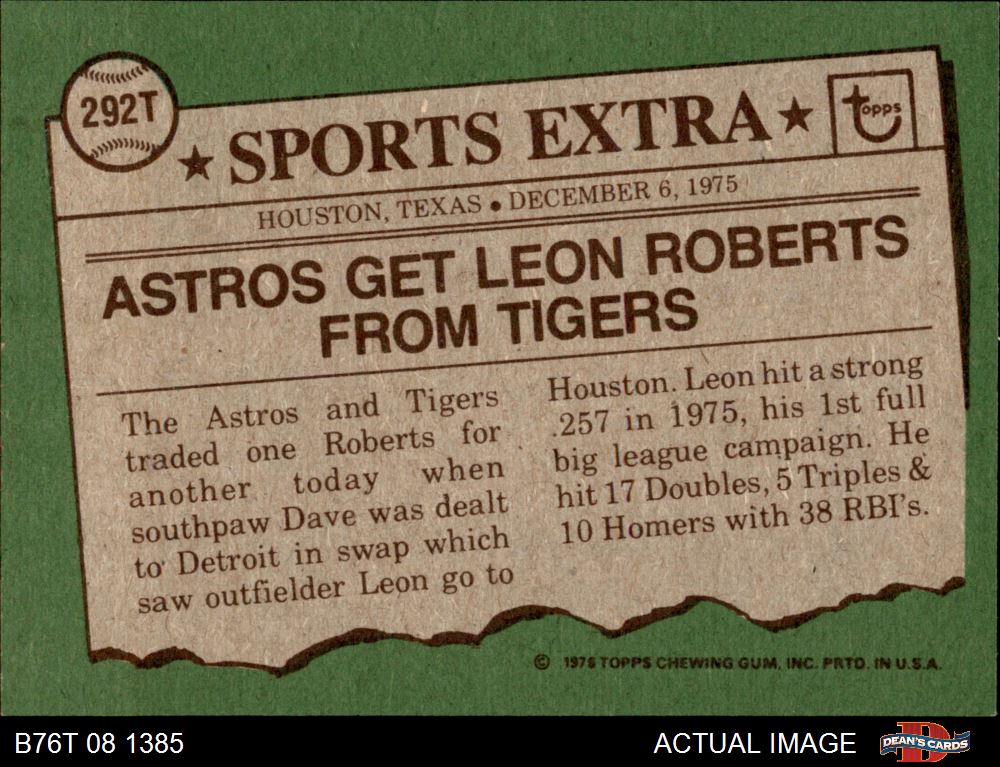 292T
★ SPORTS EXTRA ★
Topps
HOUSTON, TEXAS • DECEMBER 6, 1975
ASTROS GET LEON ROBERTS
FROM TIGERS
The Astros and Tigers
traded one Roberts for
another today when
southpaw Dave was dealt
to Detroit in swap which
saw outfielder Leon go to
Houston. Leon hit a strong
.257 in 1975, his 1st full
big league campaign. He
hit 17 Doubles, 5 Triples &
10 Homers with 38 RBI's.
© 1976 TOPPS CHEWING GUM, INC. PRTD. IN U.S.A.
B76T 08 1385
ACTUAL IMAGE
DEAN'S CARDS